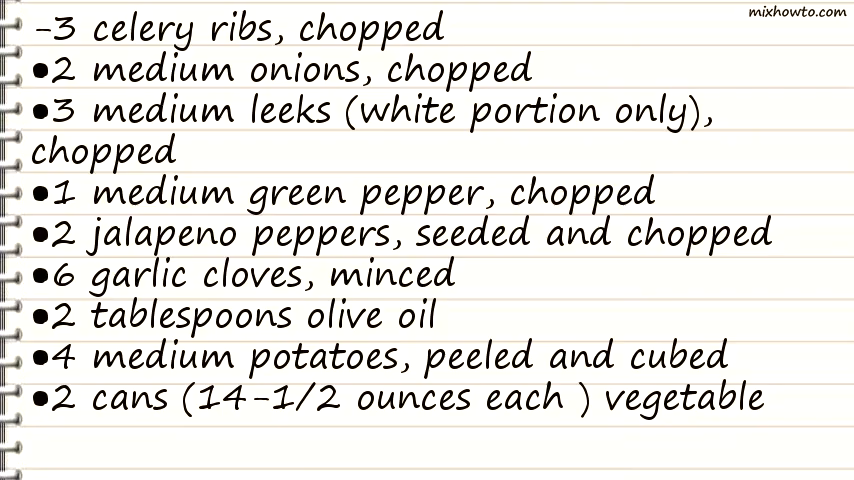 mixhowto.com
-3 celery ribs, chopped
•2 medium onions, chopped
•3 medium leeks (white portion only),
chopped
•1 medium green pepper, chopped
•2 jalapeno peppers, seeded and chopped
•6 garlic cloves, minced
•2 tablespoons olive oil
•4 medium potatoes, peeled and cubed
•2 cans (14-1/2 ounces each ) vegetable